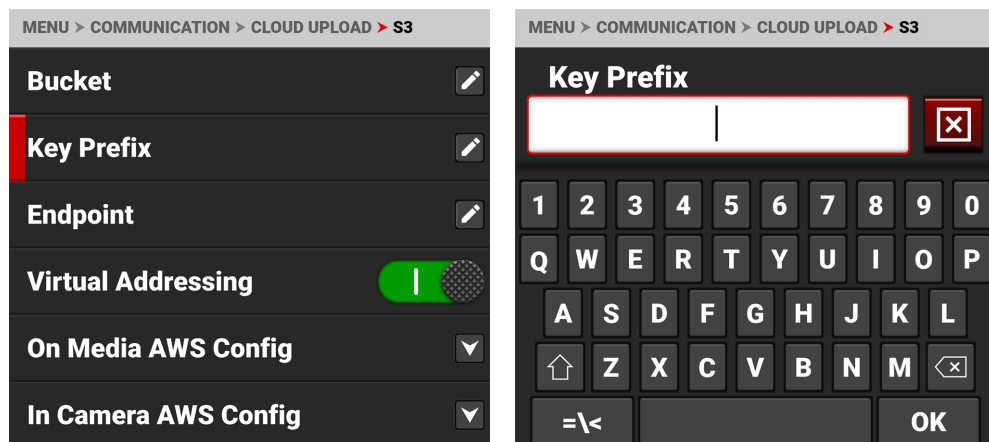 MENU > COMMUNICATION > CLOUD UPLOAD > S3
Bucket
Key Prefix
Endpoint
Virtual Addressing
On Media AWS Config
In Camera AWS Config
MENU > COMMUNICATION > CLOUD UPLOAD > S3
Key Prefix
1 2 3 4 5 6 7 8 9 0
Q W E R T Y U I O P
A S D F G H J K L
Z X C V B N M
=\< OK